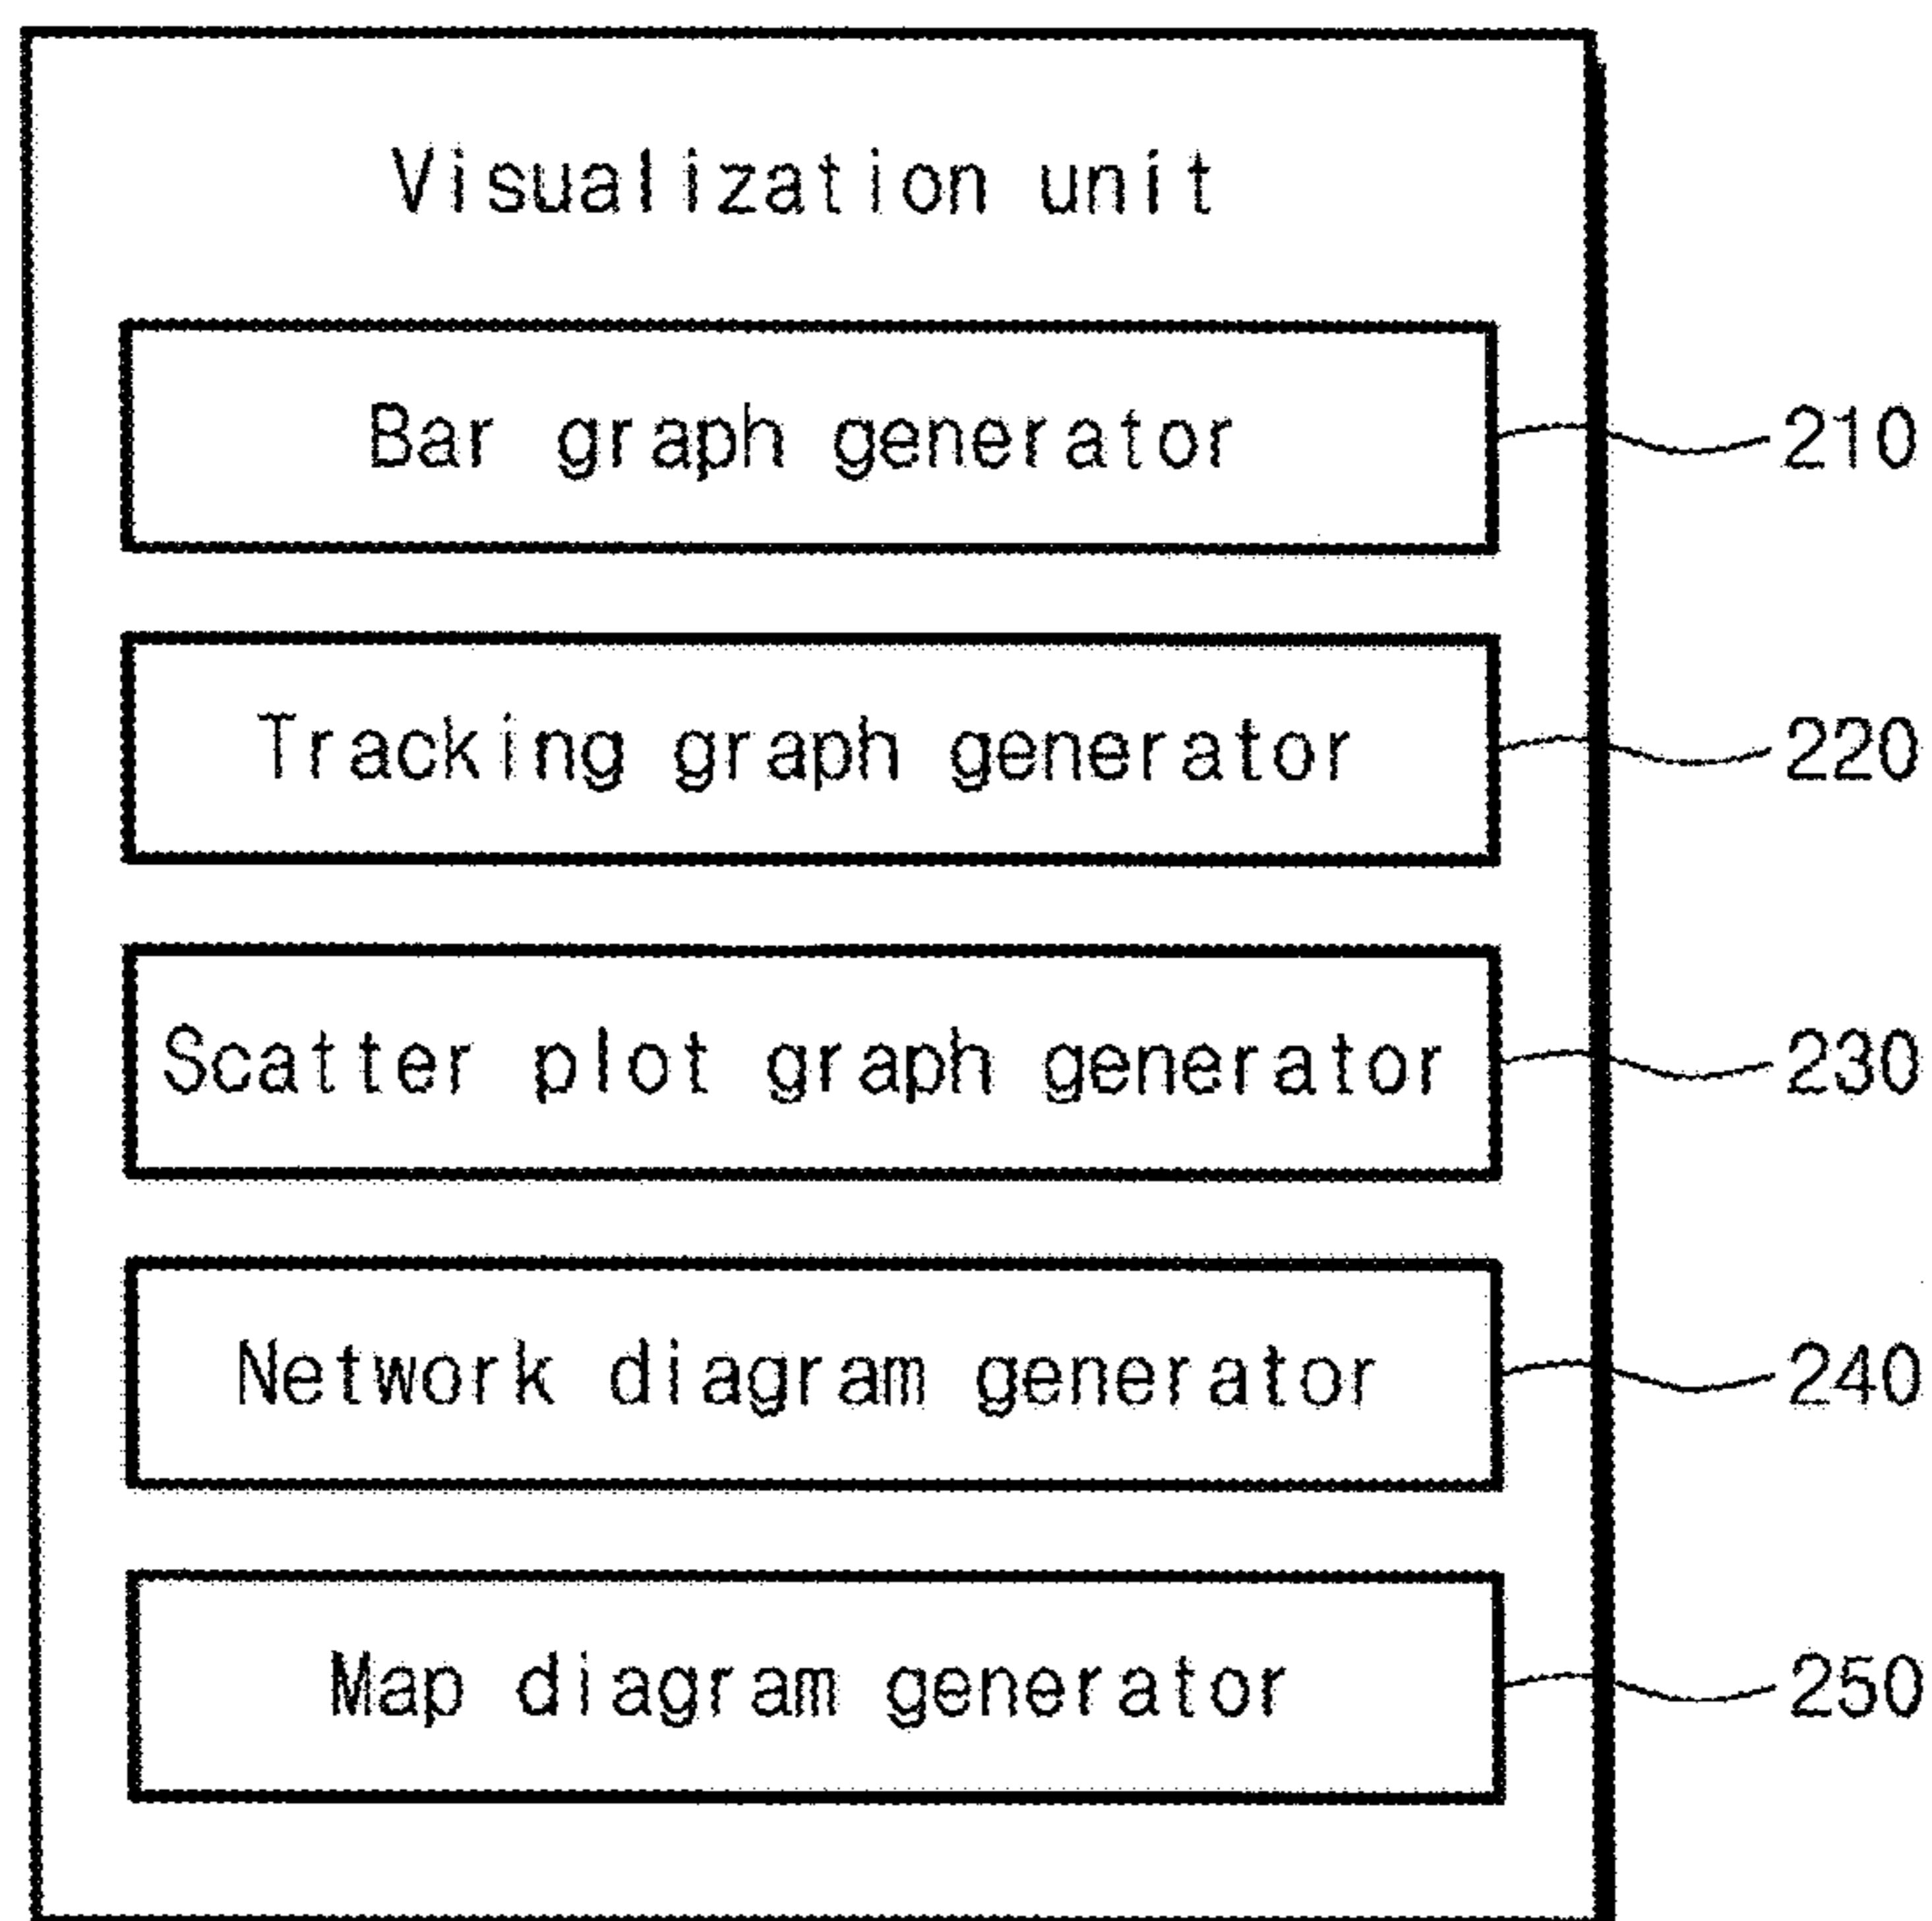 Visualization unit
Bar graph generator 210
Tracking graph generator 220
Scatter plot graph generator 230
Network diagram generator 240
Map diagram generator 250